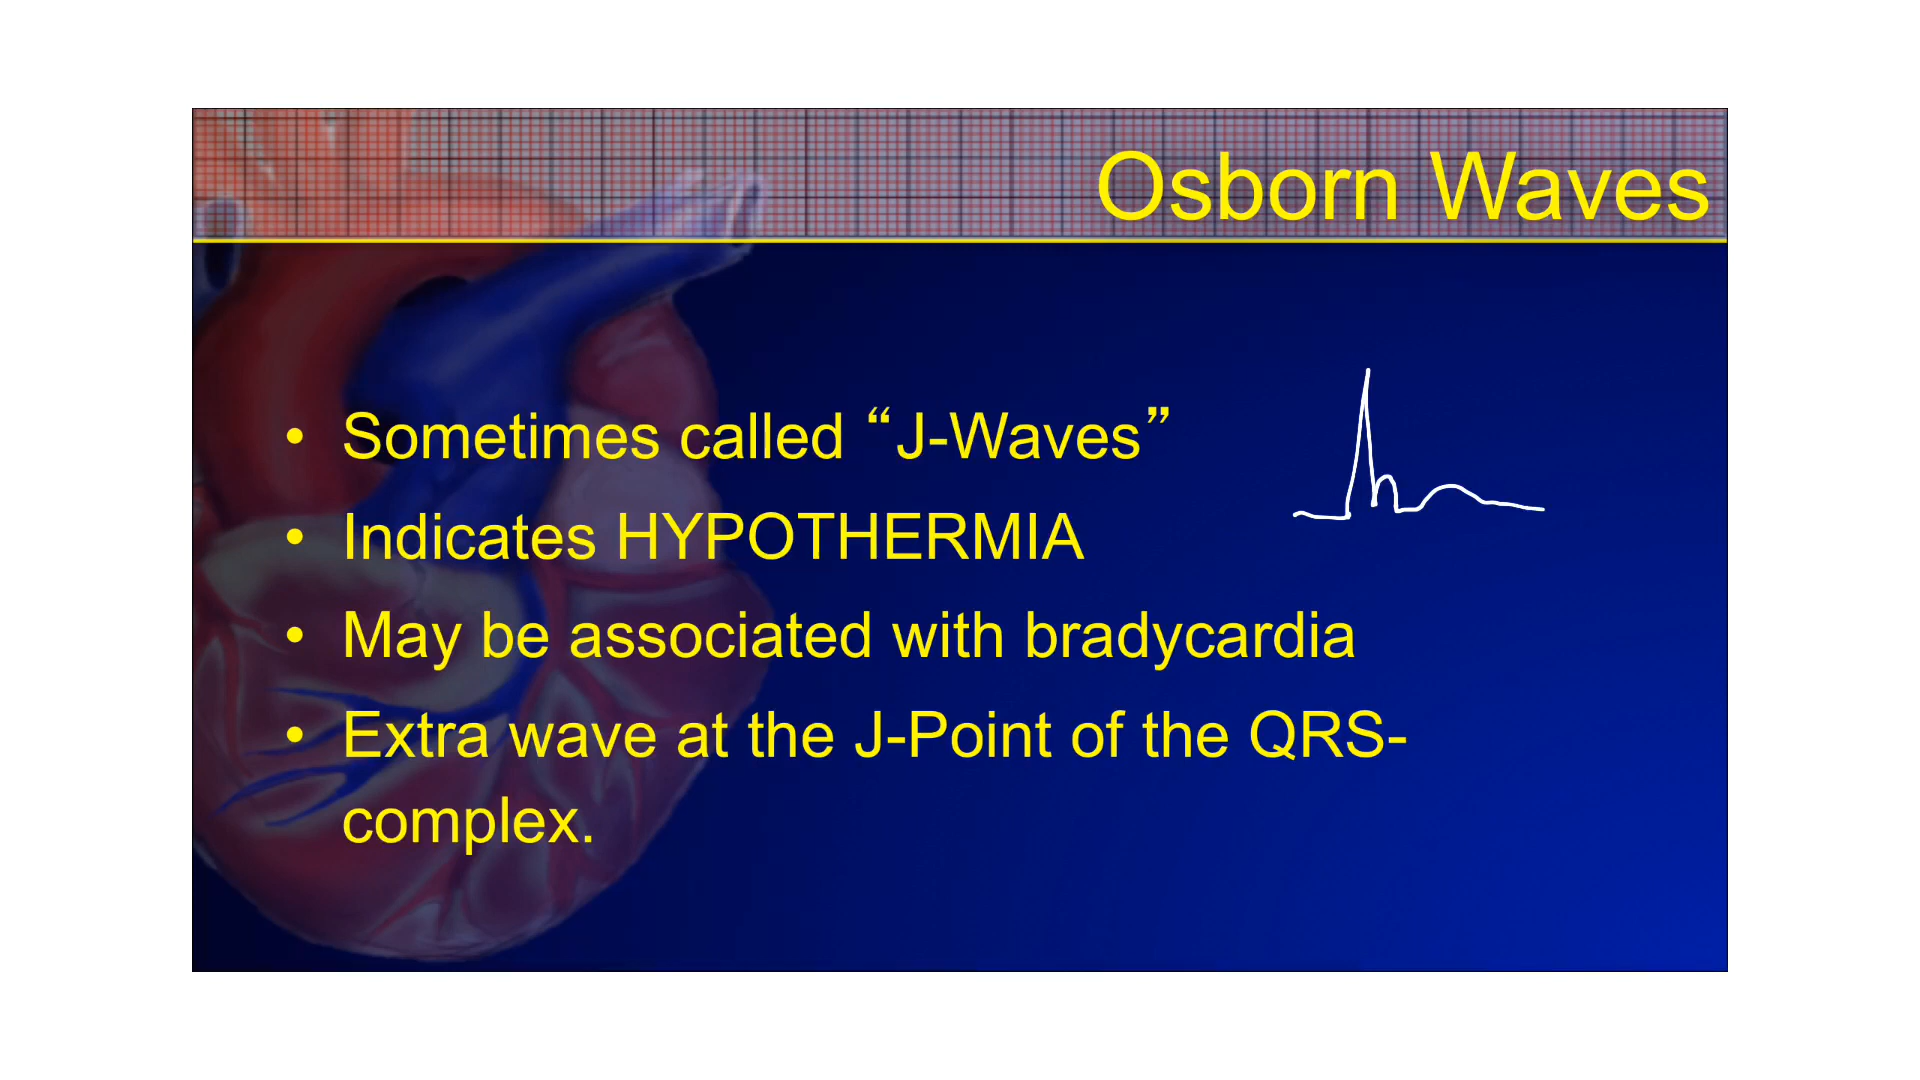 Osborn Waves
• Sometimes called “J-Waves”
• Indicates HYPOTHERMIA
• May be associated with bradycardia
• Extra wave at the J-Point of the QRS-
complex.